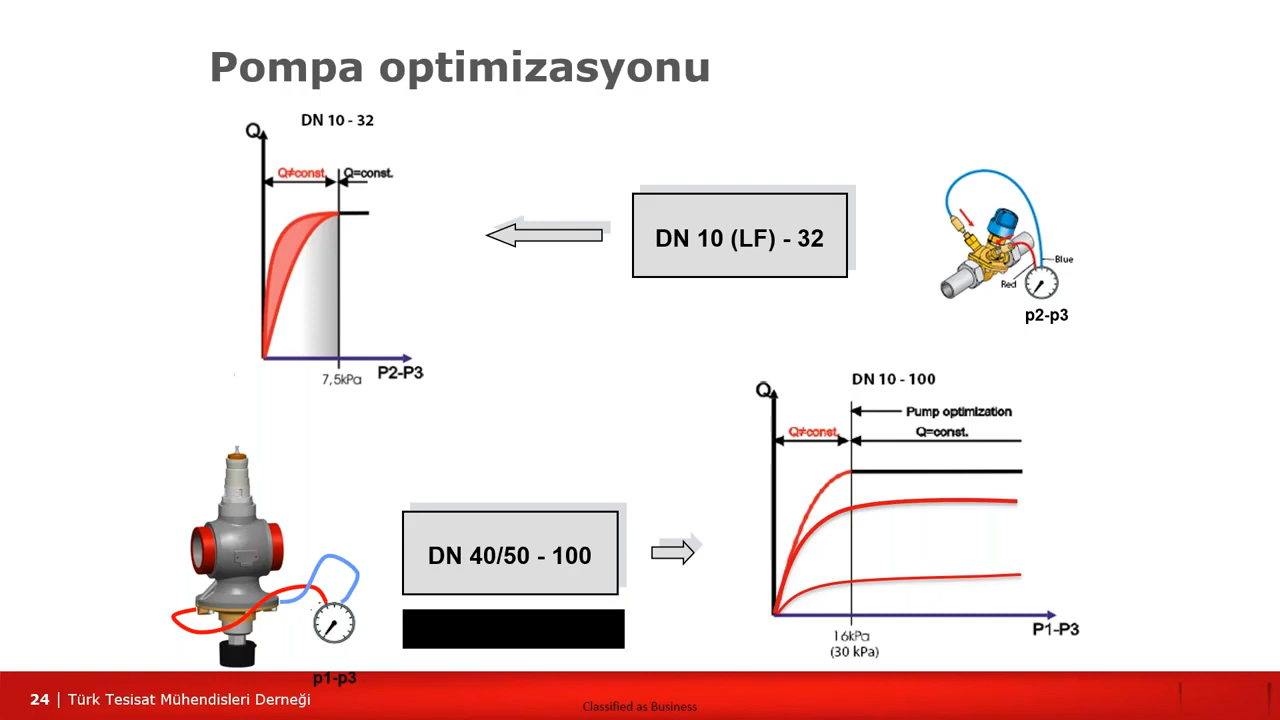 Pompa optimizasyonu
DN 10 - 32
Q
Q≠const.
Q=const.
7,5kPa
P2-P3
DN 10 (LF) - 32
Blue
Red
p2-p3
DN 10 - 100
Q
Pump optimization
Q≠const.
Q=const.
16kPa
(30 kPa)
P1-P3
DN 40/50 - 100
p1-p3
24 | Türk Tesisat Mühendisleri Derneği
Classified as Business